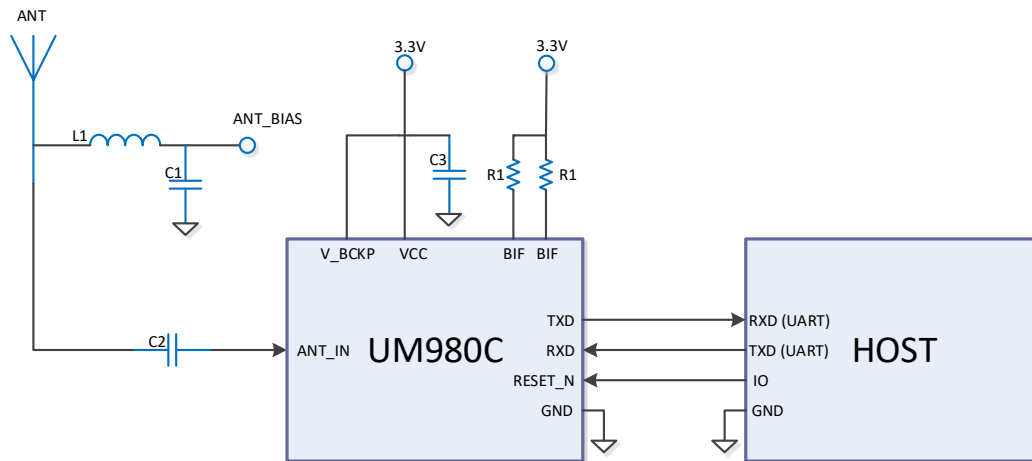 ANT
3.3V
3.3V
L1
ANT_BIAS
C1
C3
R1
R1
V_BCKP
VCC
BIF
BIF
TXD
RXD (UART)
C2
ANT_IN
UM980C
RXD
TXD (UART)
HOST
RESET_N
IO
GND
GND